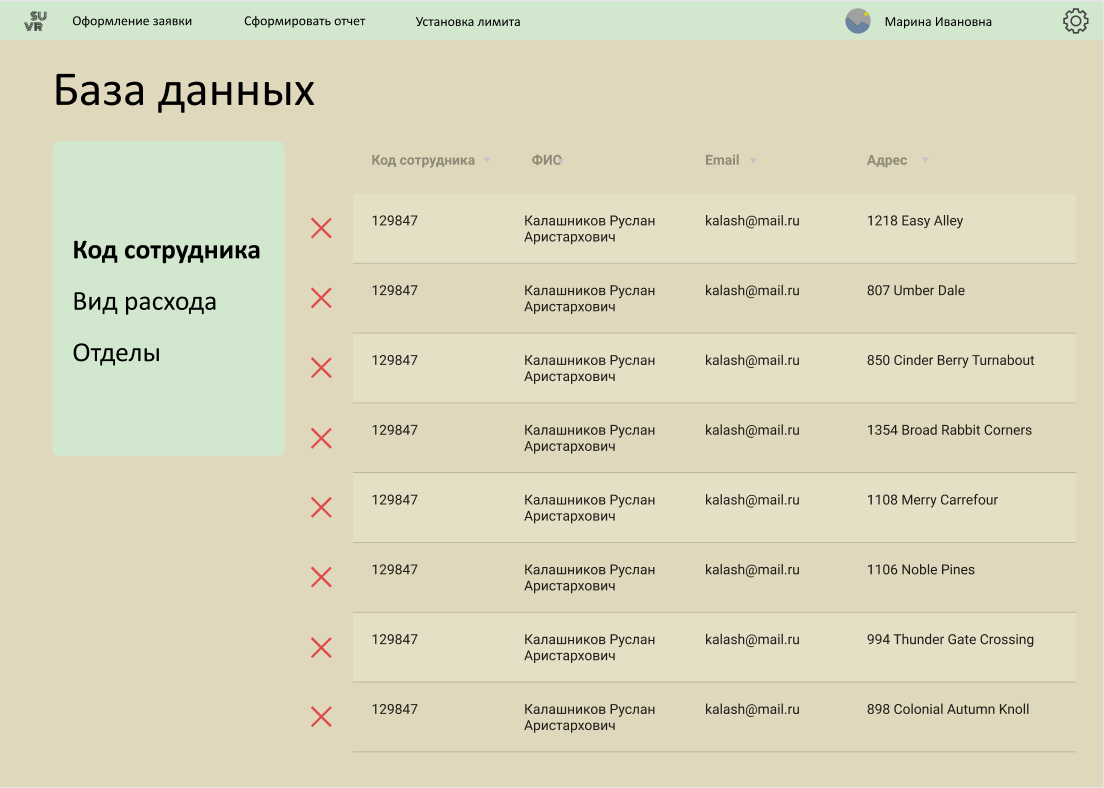 SU
VR
Оформление заявки Сформировать отчет Установка лимита Марина Ивановна
База данных
Код сотрудника
Вид расхода
Отделы
Код сотрудника ФИО Email Адрес
129847 Калашников Руслан kalash@mail.ru 1218 Easy Alley
Аристархович
129847 Калашников Руслан kalash@mail.ru 807 Umber Dale
Аристархович
129847 Калашников Руслан kalash@mail.ru 850 Cinder Berry Turnabout
Аристархович
129847 Калашников Руслан kalash@mail.ru 1354 Broad Rabbit Corners
Аристархович
129847 Калашников Руслан kalash@mail.ru 1108 Merry Carrefour
Аристархович
129847 Калашников Руслан kalash@mail.ru 1106 Noble Pines
Аристархович
129847 Калашников Руслан kalash@mail.ru 994 Thunder Gate Crossing
Аристархович
129847 Калашников Руслан kalash@mail.ru 898 Colonial Autumn Knoll
Аристархович